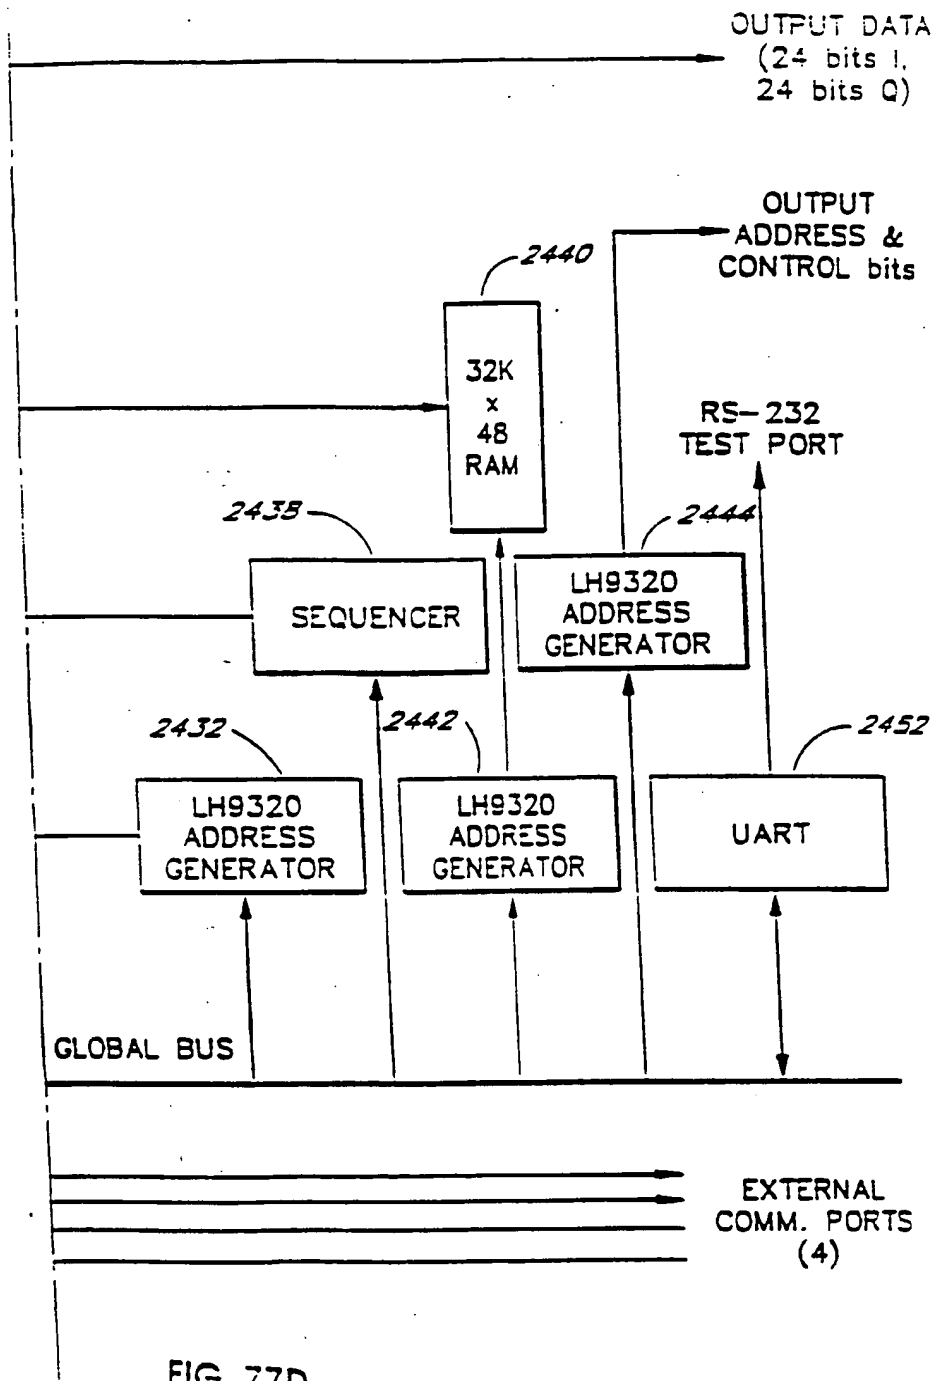 OUTPUT DATA
(24 bits I,
24 bits Q)
OUTPUT
ADDRESS &
CONTROL bits
2440
32K
x
48
RAM
RS-232
TEST PORT
2438
2444
SEQUENCER
LH9320
ADDRESS
GENERATOR
2432
2442
2452
LH9320
ADDRESS
GENERATOR
LH9320
ADDRESS
GENERATOR
UART
GLOBAL BUS
EXTERNAL
COMM. PORTS
(4)
FIG. 77D